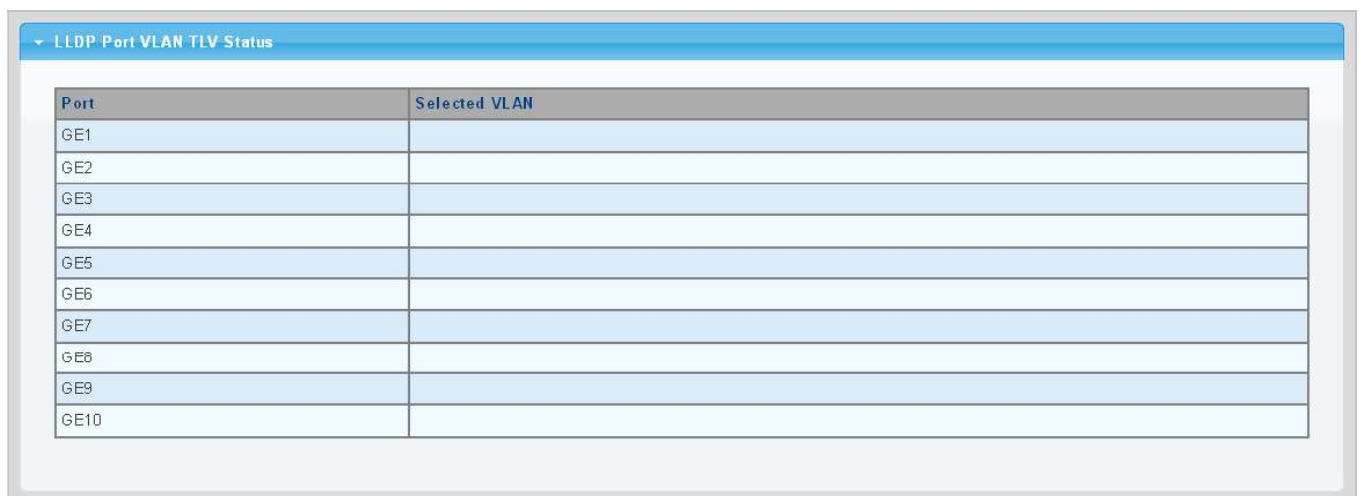 LLDP Port VLAN TLV Status
Port Selected VLAN
GE1
GE2
GE3
GE4
GE5
GE6
GE7
GE8
GE9
GE10